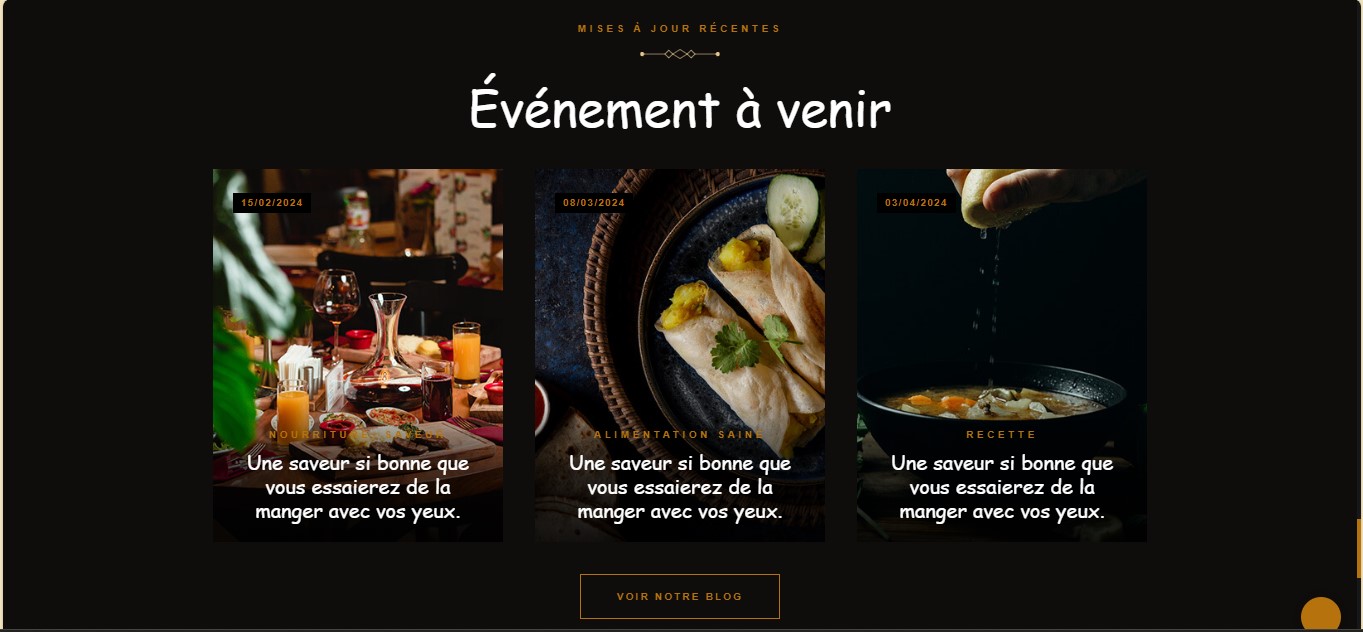 MISES Á JOUR RÉCENTES
Événement à venir
15/02/2024
NOURRITURE, SAVEUR
Une saveur si bonne que
vous essaierez de la
manger avec vos yeux.
08/03/2024
ALIMENTATION SAINE
Une saveur si bonne que
vous essaierez de la
manger avec vos yeux.
03/04/2024
RECETTE
Une saveur si bonne que
vous essaierez de la
manger avec vos yeux.
VOIR NOTRE BLOG